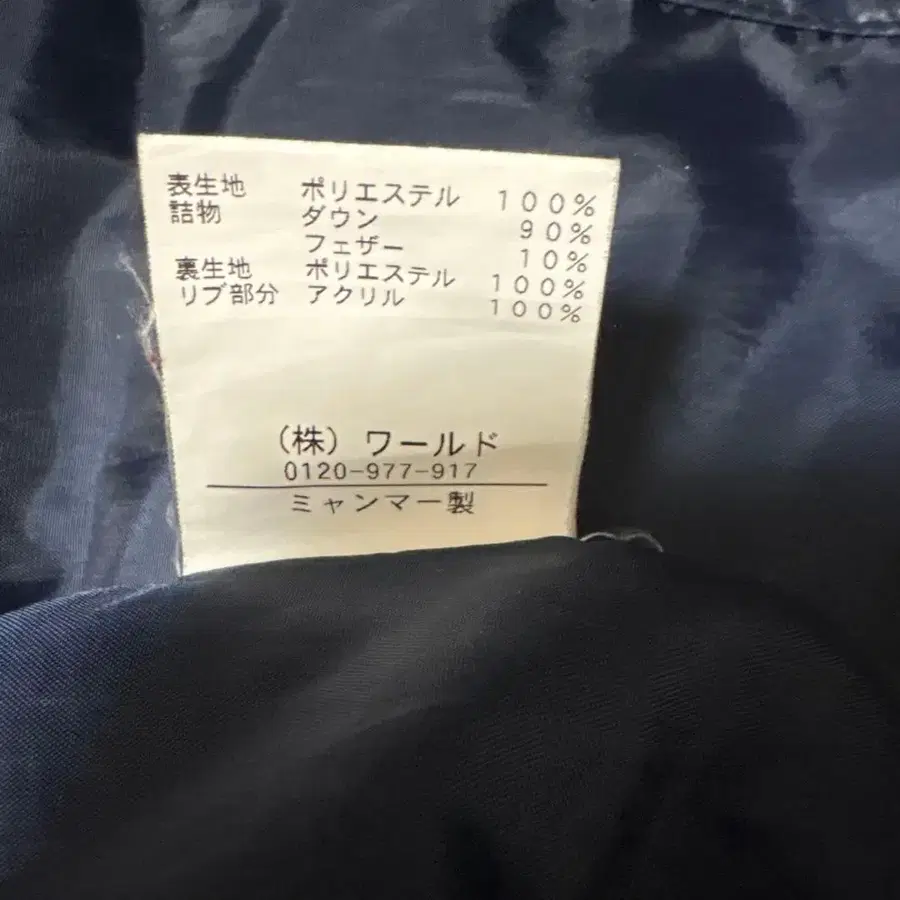 表生地 ポリエステル 100%
詰物 ダウン 90%
フェザー 10%
裏生地 ポリエステル 100%
リブ部分 アクリル 100%
(株) ワールド
0120-977-917
ミャンマー製